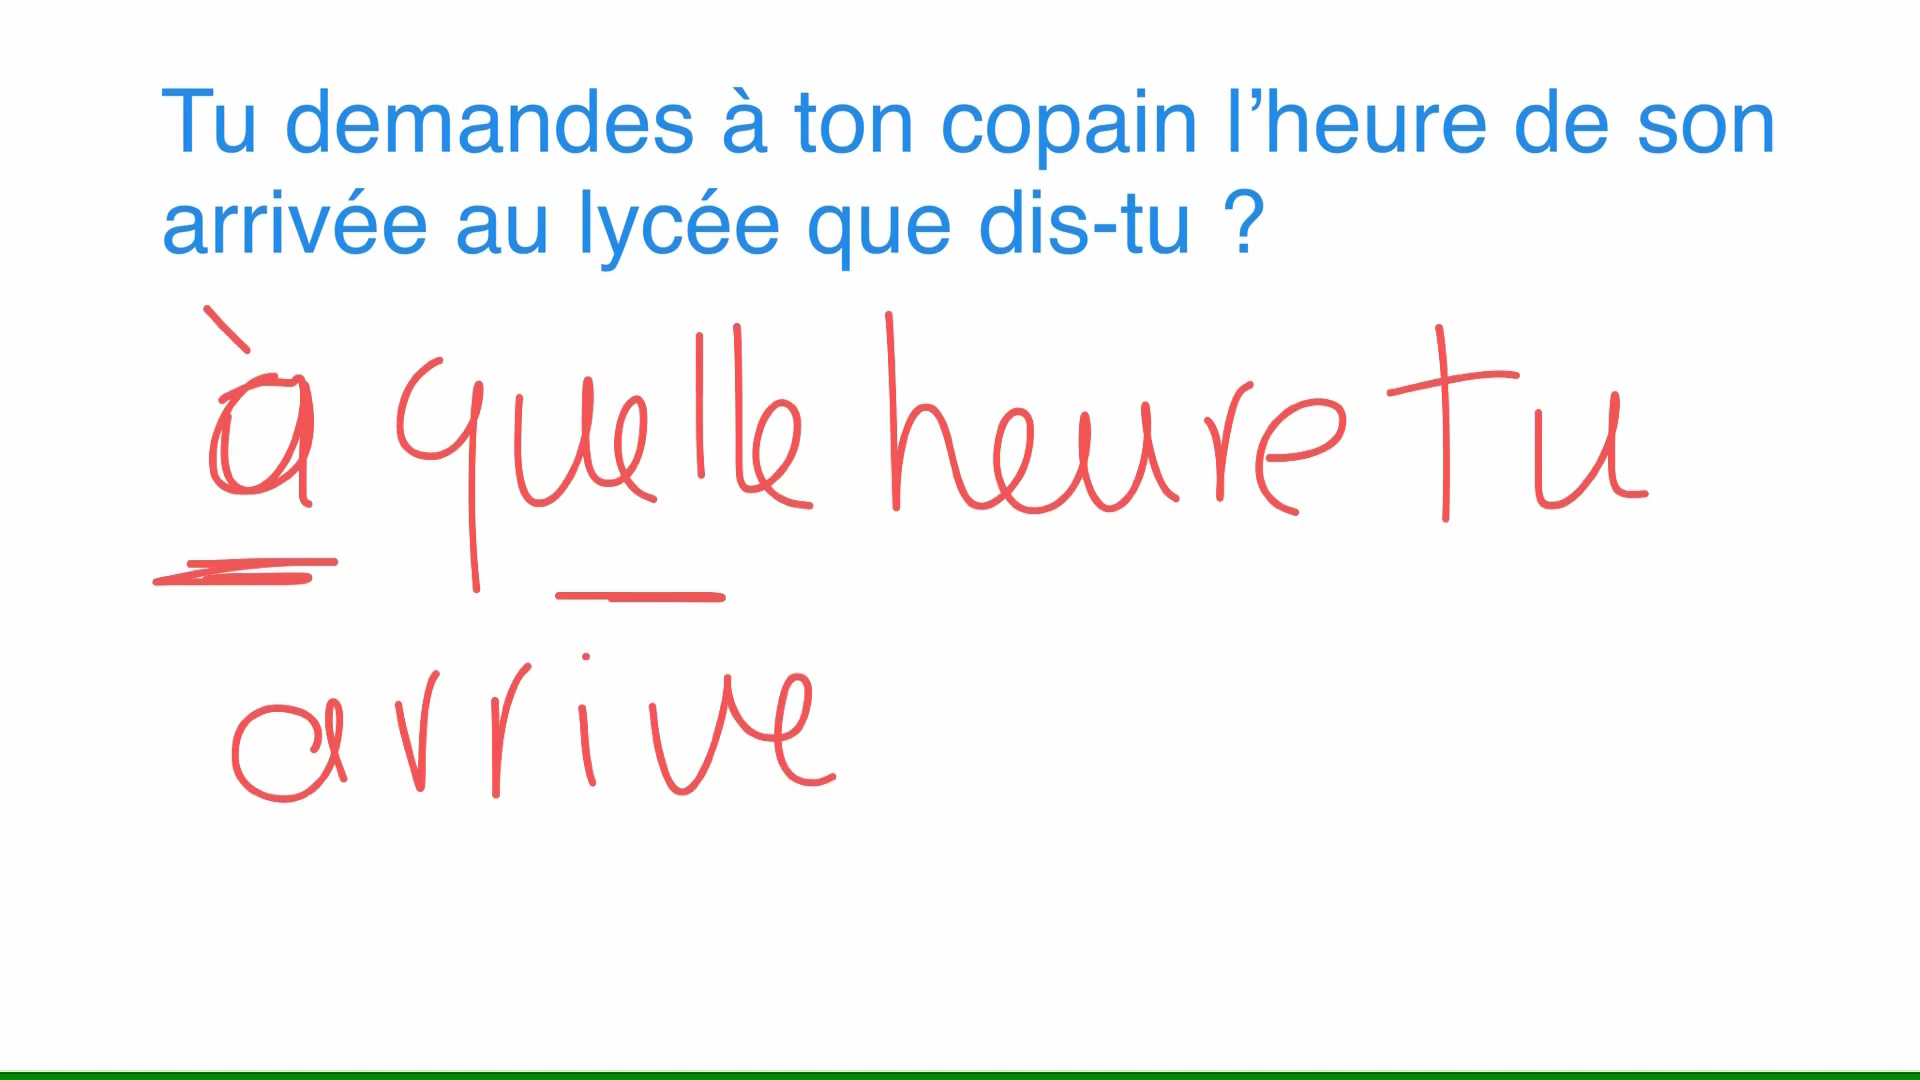 Tu demandes à ton copain l’heure de son
arrivée au lycée que dis-tu ?
à quelle heure tu
arrive